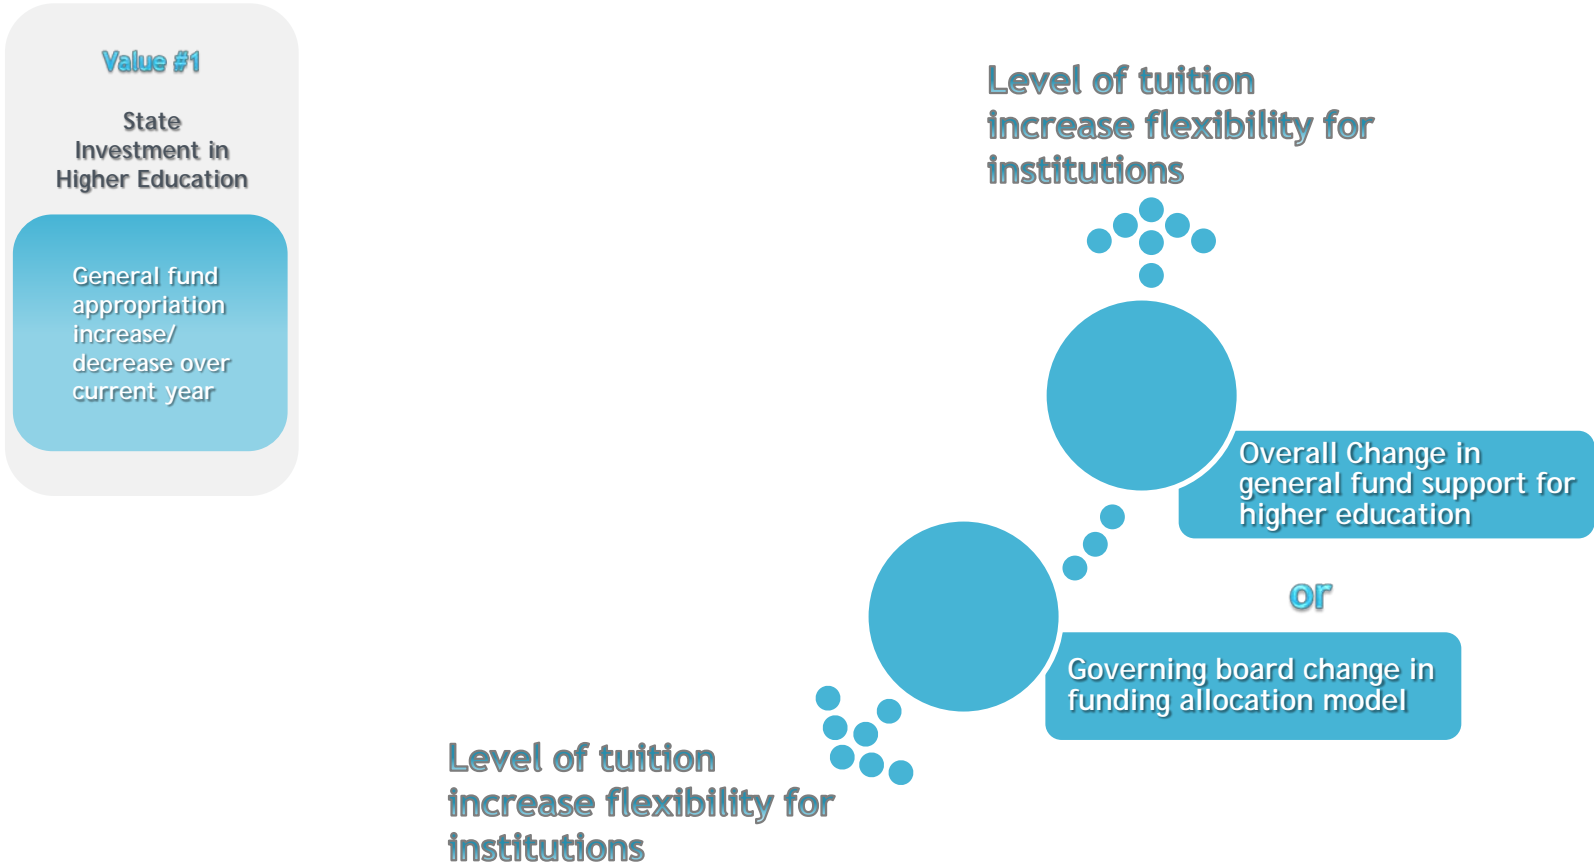 Value #1
State
Investment in
Higher Education
General fund
appropriation
increase/
decrease over
current year
Level of tuition
increase flexibility for
institutions
Overall Change in
general fund support for
higher education
or
Governing board change in
funding allocation model
Level of tuition
increase flexibility for
institutions